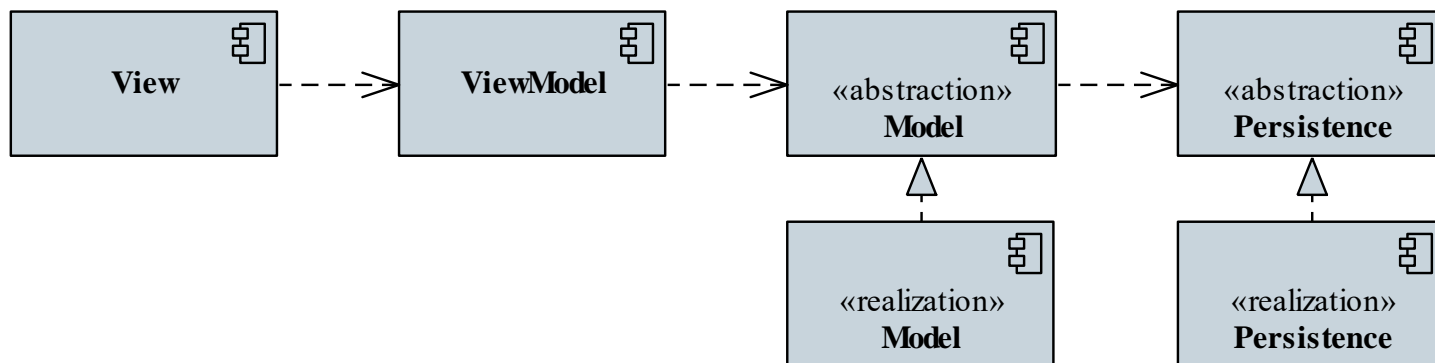 View
ViewModel
«abstraction»
Model
«abstraction»
Persistence
«realization»
Model
«realization»
Persistence